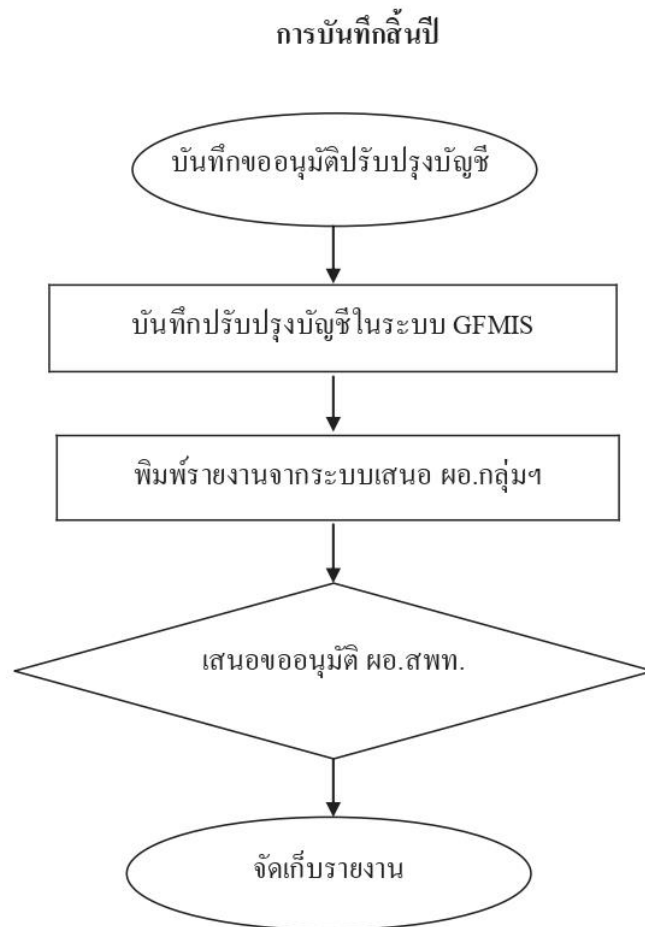 การบันทึกสิ้นปี
บันทึกขออนุมัติปรับปรุงบัญชี
บันทึกปรับปรุงบัญชีในระบบ GFMIS
พิมพ์รายงานจากระบบเสนอ ผอ.กลุ่มฯ
เสนอขออนุมัติ ผอ.สพท.
จัดเก็บรายงาน